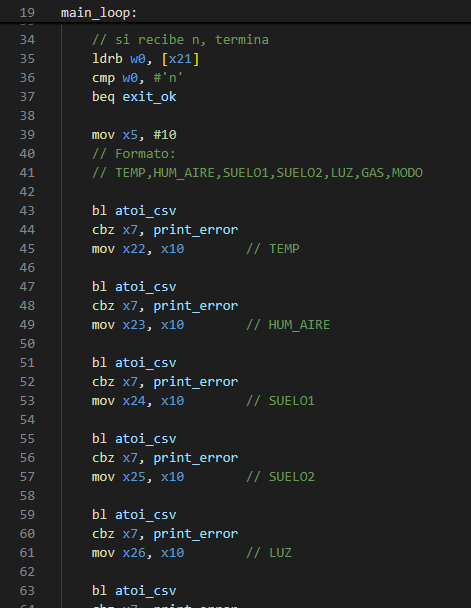 19 main_loop:
34 // si recibe n, termina
35 ldrb w0, [x21]
36 cmp w0, #'n'
37 beq exit_ok
38
39 mov x5, #10
40 // Formato:
41 // TEMP,HUM_AIRE,SUELO1,SUELO2,LUZ,GAS,MODO
42
43 bl atoi_csv
44 cbz x7, print_error
45 mov x22, x10 // TEMP
46
47 bl atoi_csv
48 cbz x7, print_error
49 mov x23, x10 // HUM_AIRE
50
51 bl atoi_csv
52 cbz x7, print_error
53 mov x24, x10 // SUELO1
54
55 bl atoi_csv
56 cbz x7, print_error
57 mov x25, x10 // SUELO2
58
59 bl atoi_csv
60 cbz x7, print_error
61 mov x26, x10 // LUZ
62
63 bl atoi_csv
64 cbz x7, print_error